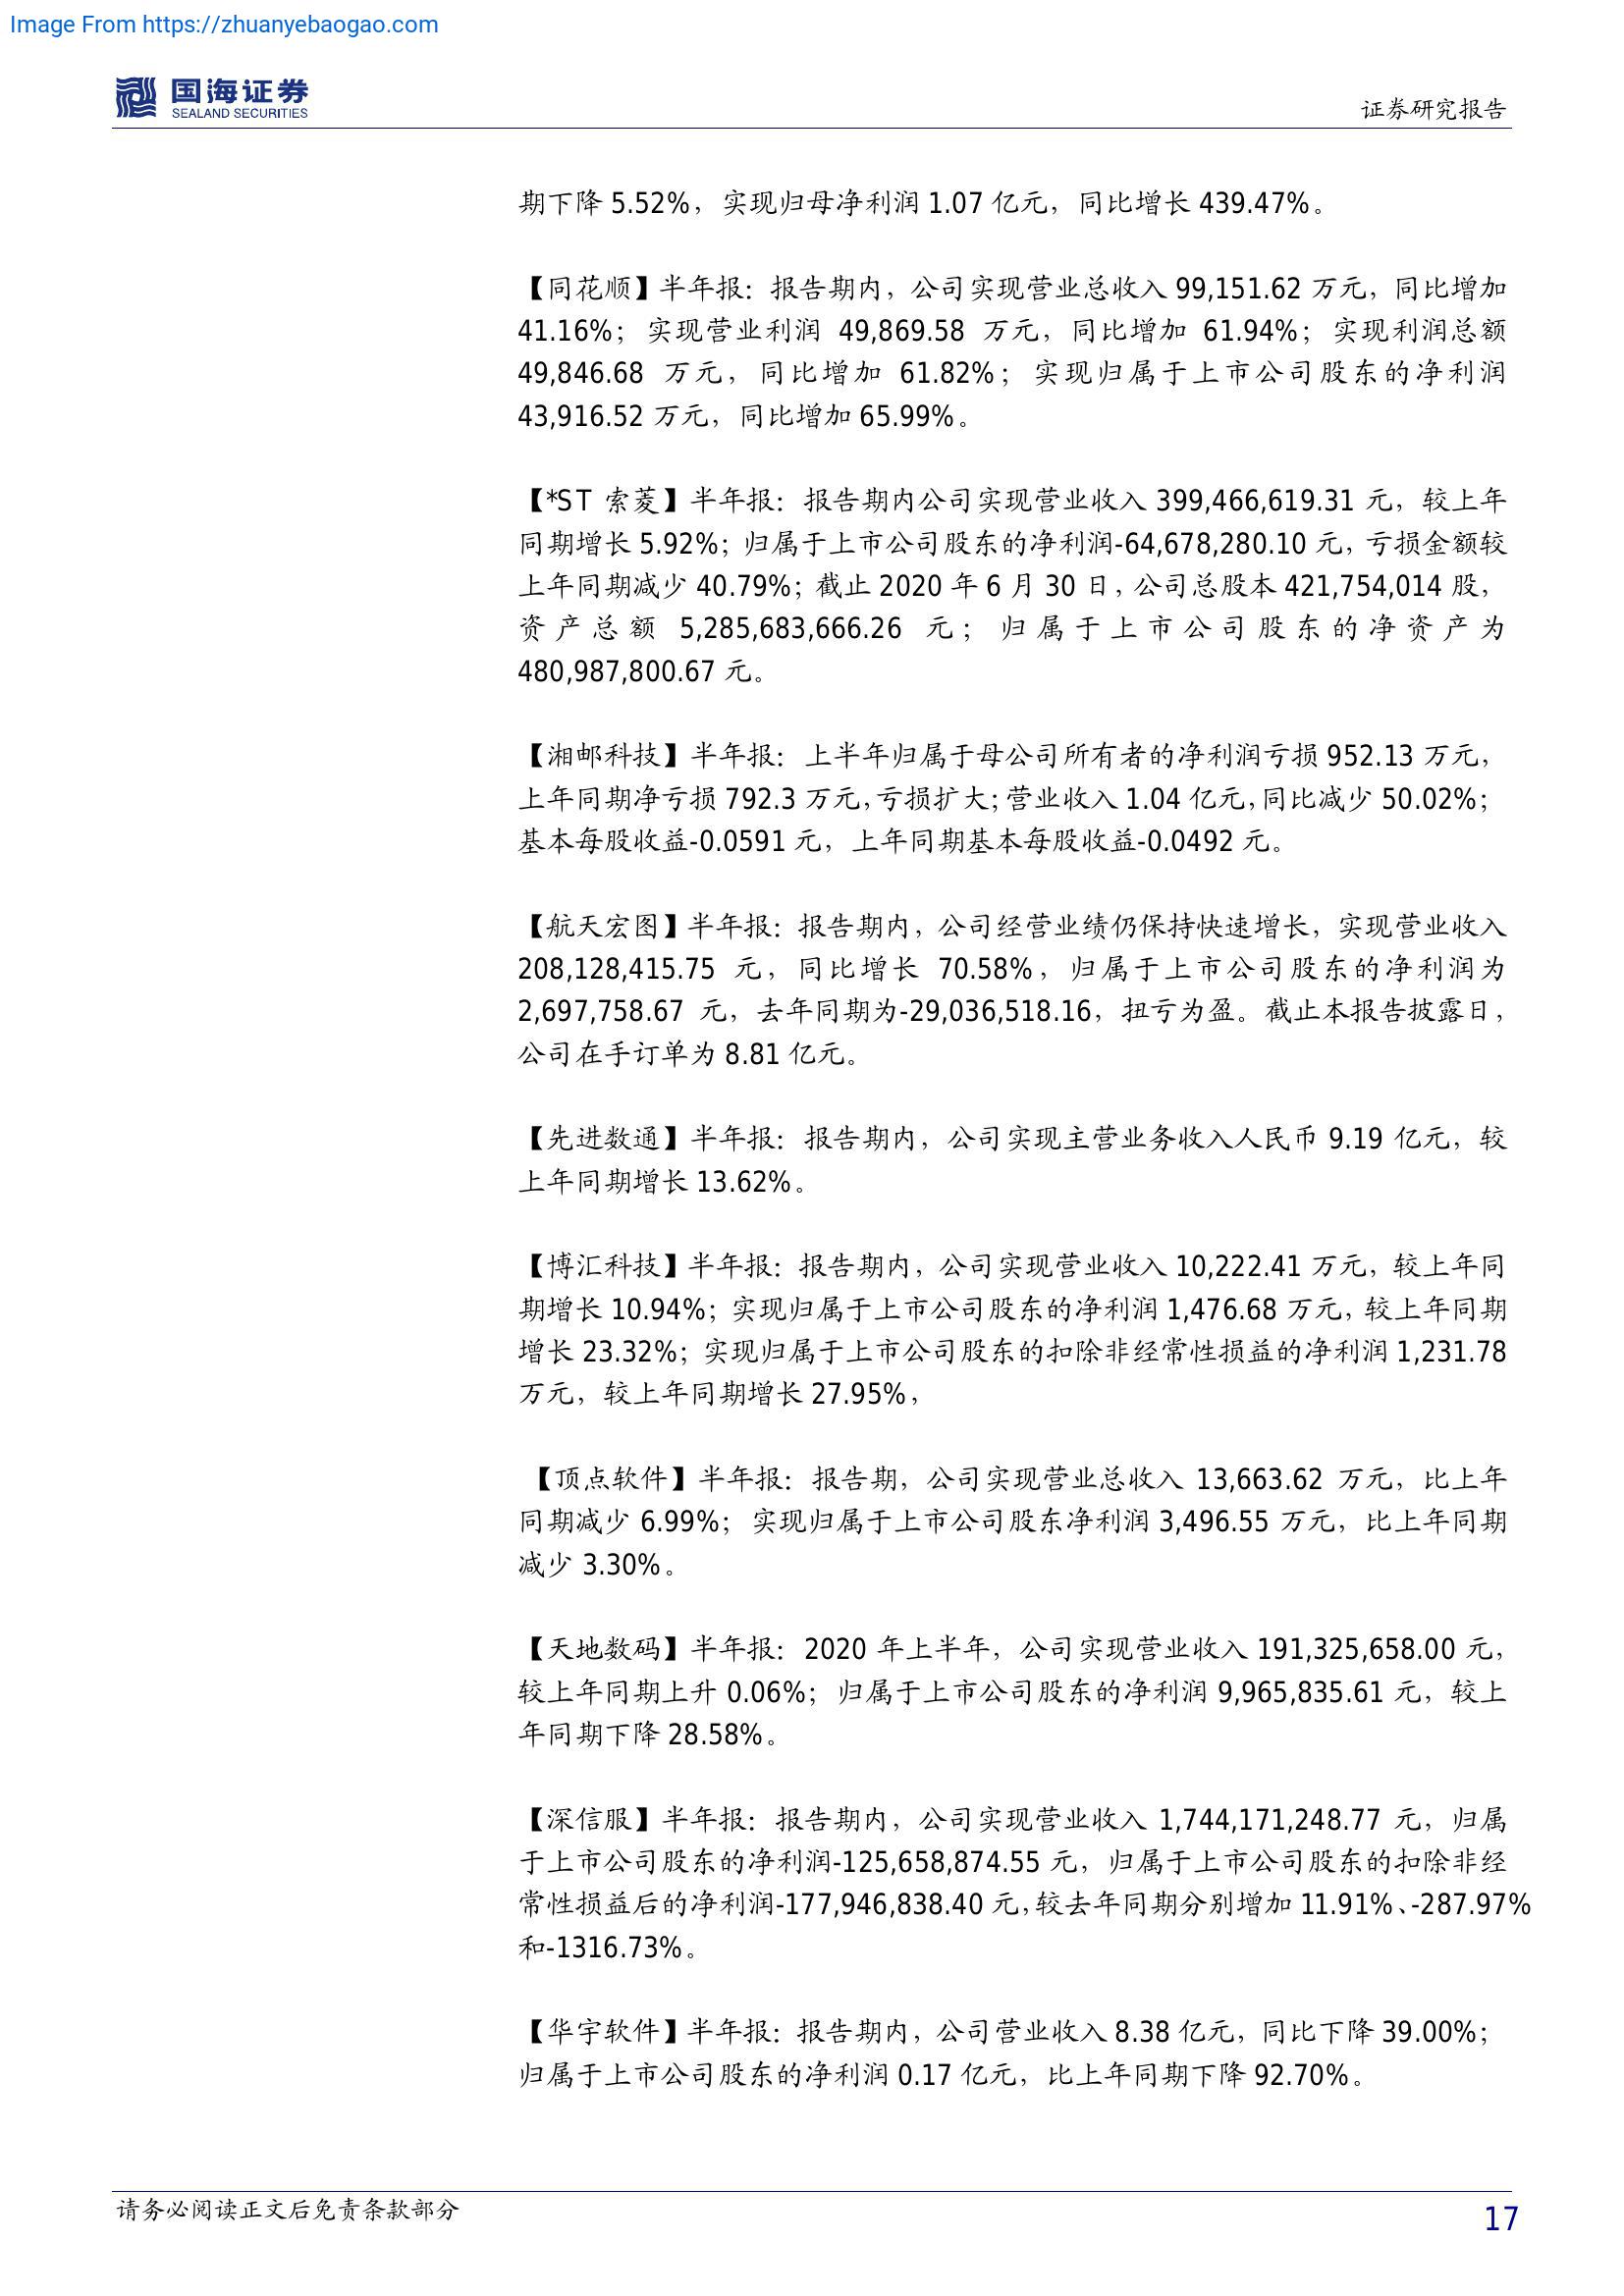 Image From https://zhuanyebaogao.com
国海证券
SEALAND SECURITIES
证券研究报告
期下降 5.52%，实现归母净利润 1.07 亿元，同比增长 439.47%。
【同花顺】半年报：报告期内，公司实现营业总收入 99,151.62 万元，同比增加
41.16%；实现营业利润 49,869.58 万元，同比增加 61.94%；实现利润总额
49,846.68 万元，同比增加 61.82%；实现归属于上市公司股东的净利润
43,916.52 万元，同比增加 65.99%。
【*ST 索菱】半年报：报告期内公司实现营业收入 399,466,619.31 元，较上年
同期增长 5.92%；归属于上市公司股东的净利润-64,678,280.10 元，亏损金额较
上年同期减少 40.79%；截止 2020 年 6 月 30 日，公司总股本 421,754,014 股，
资产总额 5,285,683,666.26 元；归属于上市公司股东的净资产为
480,987,800.67 元。
【湘邮科技】半年报：上半年归属于母公司所有者的净利润亏损 952.13 万元，
上年同期净亏损 792.3 万元，亏损扩大；营业收入 1.04 亿元，同比减少 50.02%；
基本每股收益-0.0591 元，上年同期基本每股收益-0.0492 元。
【航天宏图】半年报：报告期内，公司经营业绩仍保持快速增长，实现营业收入
208,128,415.75 元，同比增长 70.58%，归属于上市公司股东的净利润为
2,697,758.67 元，去年同期为-29,036,518.16，扭亏为盈。截止本报告披露日，
公司在手订单为 8.81 亿元。
【先进数通】半年报：报告期内，公司实现主营业务收入人民币 9.19 亿元，较
上年同期增长 13.62%。
【博汇科技】半年报：报告期内，公司实现营业收入 10,222.41 万元，较上年同
期增长 10.94%；实现归属于上市公司股东的净利润 1,476.68 万元，较上年同期
增长 23.32%；实现归属于上市公司股东的扣除非经常性损益的净利润 1,231.78
万元，较上年同期增长 27.95%，
【顶点软件】半年报：报告期，公司实现营业总收入 13,663.62 万元，比上年
同期减少 6.99%；实现归属于上市公司股东净利润 3,496.55 万元，比上年同期
减少 3.30%。
【天地数码】半年报：2020 年上半年，公司实现营业收入 191,325,658.00 元，
较上年同期上升 0.06%；归属于上市公司股东的净利润 9,965,835.61 元，较上
年同期下降 28.58%。
【深信服】半年报：报告期内，公司实现营业收入 1,744,171,248.77 元，归属
于上市公司股东的净利润-125,658,874.55 元，归属于上市公司股东的扣除非经
常性损益后的净利润-177,946,838.40 元，较去年同期分别增加 11.91%、-287.97%
和-1316.73%。
【华宇软件】半年报：报告期内，公司营业收入 8.38 亿元，同比下降 39.00%；
归属于上市公司股东的净利润 0.17 亿元，比上年同期下降 92.70%。
请务必阅读正文后免责条款部分
17